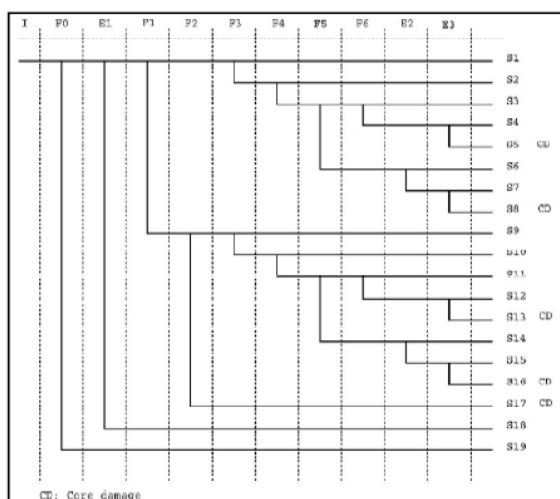 I F0 E1 F1 F2 F3 F4 F5 F6 E2 E3
S1
S2
S3
S4
S5 CD
S6
S7
S8 CD
S9
S10
S11
S12
S13 CD
S14
S15
S16 CD
S17 CD
S18
S19
CD: Core damage